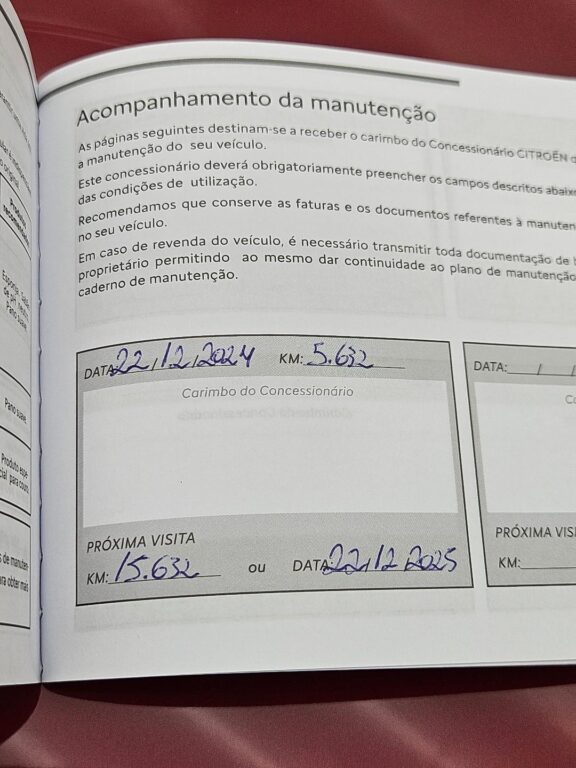 Acompanhamento da manutenção
As páginas seguintes destinam-se a receber o carimbo do Concessionário CITROËN
a manutenção do seu veículo.
Este concessionário deverá obrigatoriamente preencher os campos descritos abaixo
das condições de utilização.
Recomendamos que conserve as faturas e os documentos referentes à
no seu veículo.
Em caso de revenda do veículo, é necessário transmitir toda documentação de
proprietário permitindo ao mesmo dar continuidade ao plano de manutenção
caderno de manutenção.
DATA: 22/12/2024 KM: 5.632
Carimbo do Concessionário
PRÓXIMA VISITA
KM: 15.632 ou DATA: 22/12/2025
DATA: / /
PRÓXIMA
KM:
Pano suave